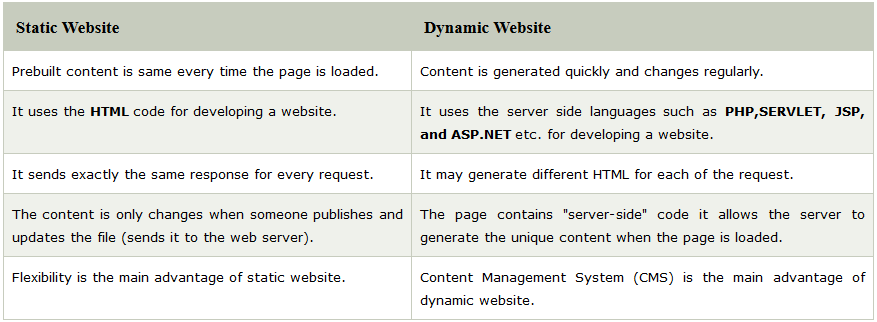 Static Website
Dynamic Website
Prebuilt content is same every time the page is loaded.
Content is generated quickly and changes regularly.
It uses the HTML code for developing a website.
It uses the server side languages such as PHP,SERVLET, JSP,
and ASP.NET etc. for developing a website.
It sends exactly the same response for every request.
It may generate different HTML for each of the request.
The content is only changes when someone publishes and
updates the file (sends it to the web server).
The page contains "server-side" code it allows the server to
generate the unique content when the page is loaded.
Flexibility is the main advantage of static website.
Content Management System (CMS) is the main advantage of
dynamic website.